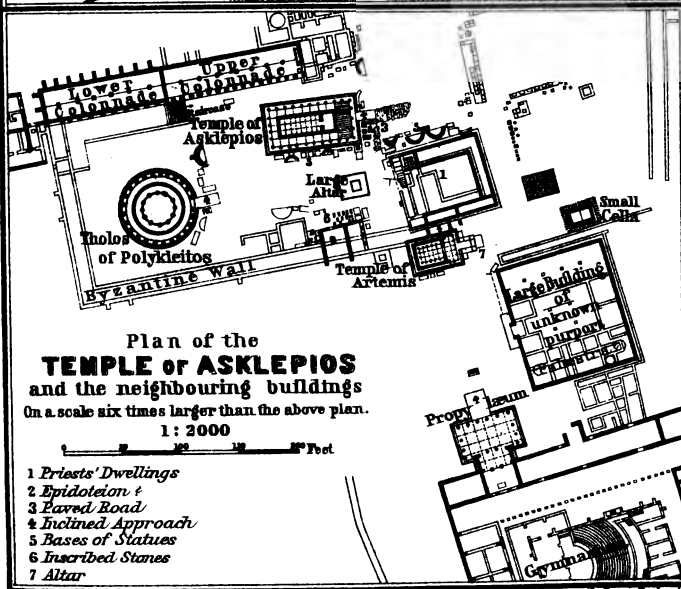 Lower
Colonnade
Upper
Colonnade
Temple of
Asklepios
Large
Altar
1
Small
Cella
Tholos
of Polykleitos
Byzantine Wall
Temple of
Artemis
7
Large Building
of
unknown
purport
(Palaestra?)
Plan of the
TEMPLE OF ASKLEPIOS
and the neighbouring buildings
On a scale six times larger than the above plan.
1:2000
Feet
Propylæum
1 Priests' Dwellings
2 Epidoteion ?
3 Paved Road
4 Inclined Approach
5 Bases of Statues
6 Inscribed Stones
7 Altar